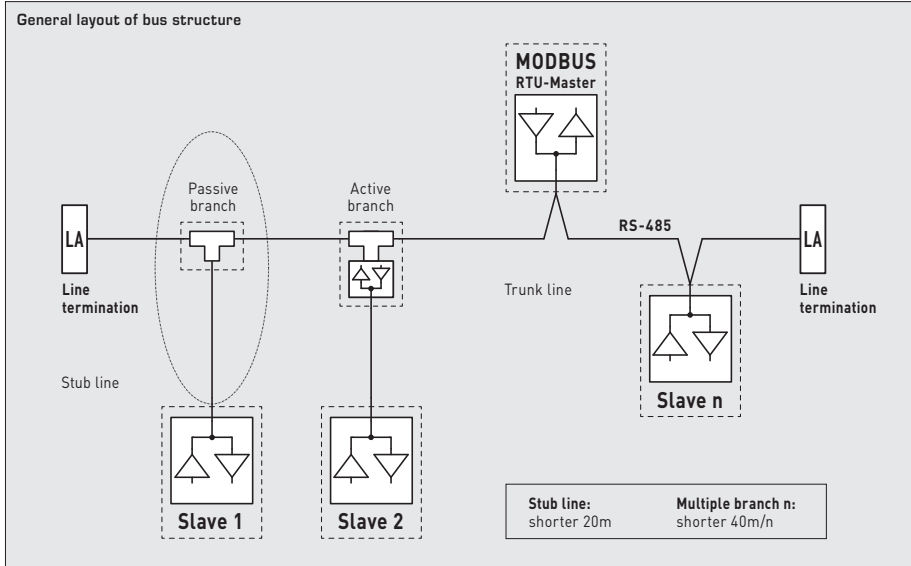 General layout of bus structure
MODBUS
RTU-Master
Passive
branch
Active
branch
LA
RS-485
LA
Line
termination
Trunk line
Line
termination
Stub line
Slave n
Slave 1
Slave 2
Stub line:
shorter 20m
Multiple branch n:
shorter 40m/n